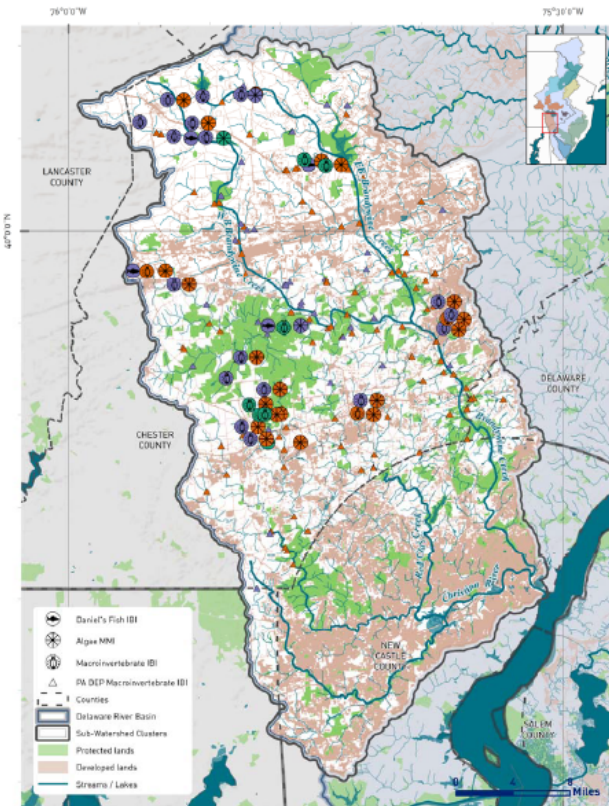 76°0'0"W
75°30'0"W
LANCASTER
COUNTY
40°0'0"N
E B Brandywine
Creek
W B Brandywine
Creek
DELAWARE
COUNTY
CHESTER
COUNTY
Brandywine Creek
Red Clay Creek
Christina River
NEW
CASTLE
COUNTY
SALEM
COUNTY
Daniel's Fish IBI
Algae MMI
Macroinvertebrate IBI
PA DEP Macroinvertebrate IBI
Counties
Delaware River Basin
Sub-Watershed Clusters
Protected lands
Developed lands
Streams / Lakes
0 4 8
Miles